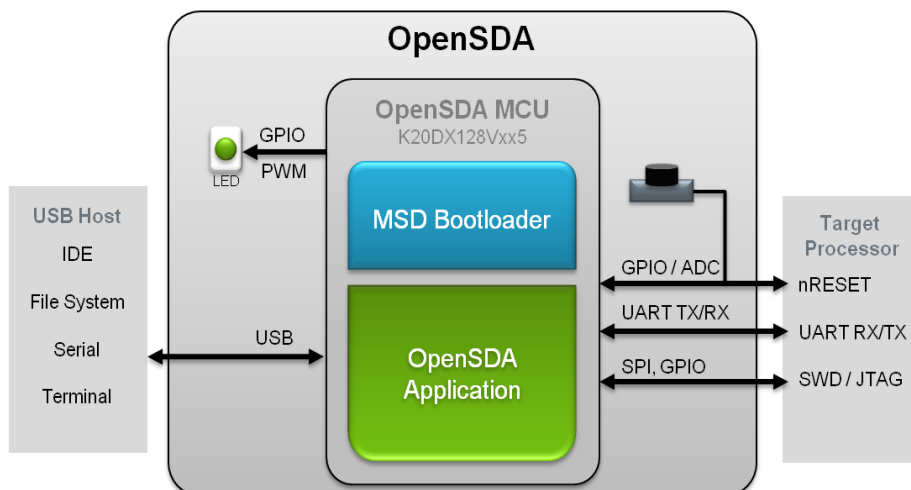 OpenSDA
OpenSDA MCU
K20DX128Vxx5
GPIO
PWM
LED
MSD Bootloader
USB Host
IDE
File System
Serial
Terminal
USB
OpenSDA
Application
GPIO / ADC
UART TX/RX
SPI, GPIO
Target
Processor
nRESET
UART RX/TX
SWD / JTAG